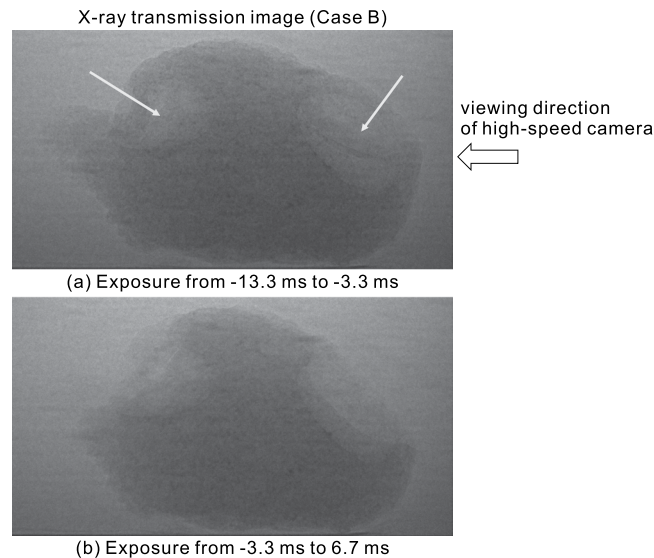 X-ray transmission image (Case B)
viewing direction
of high-speed camera
(a) Exposure from -13.3 ms to -3.3 ms
(b) Exposure from -3.3 ms to 6.7 ms